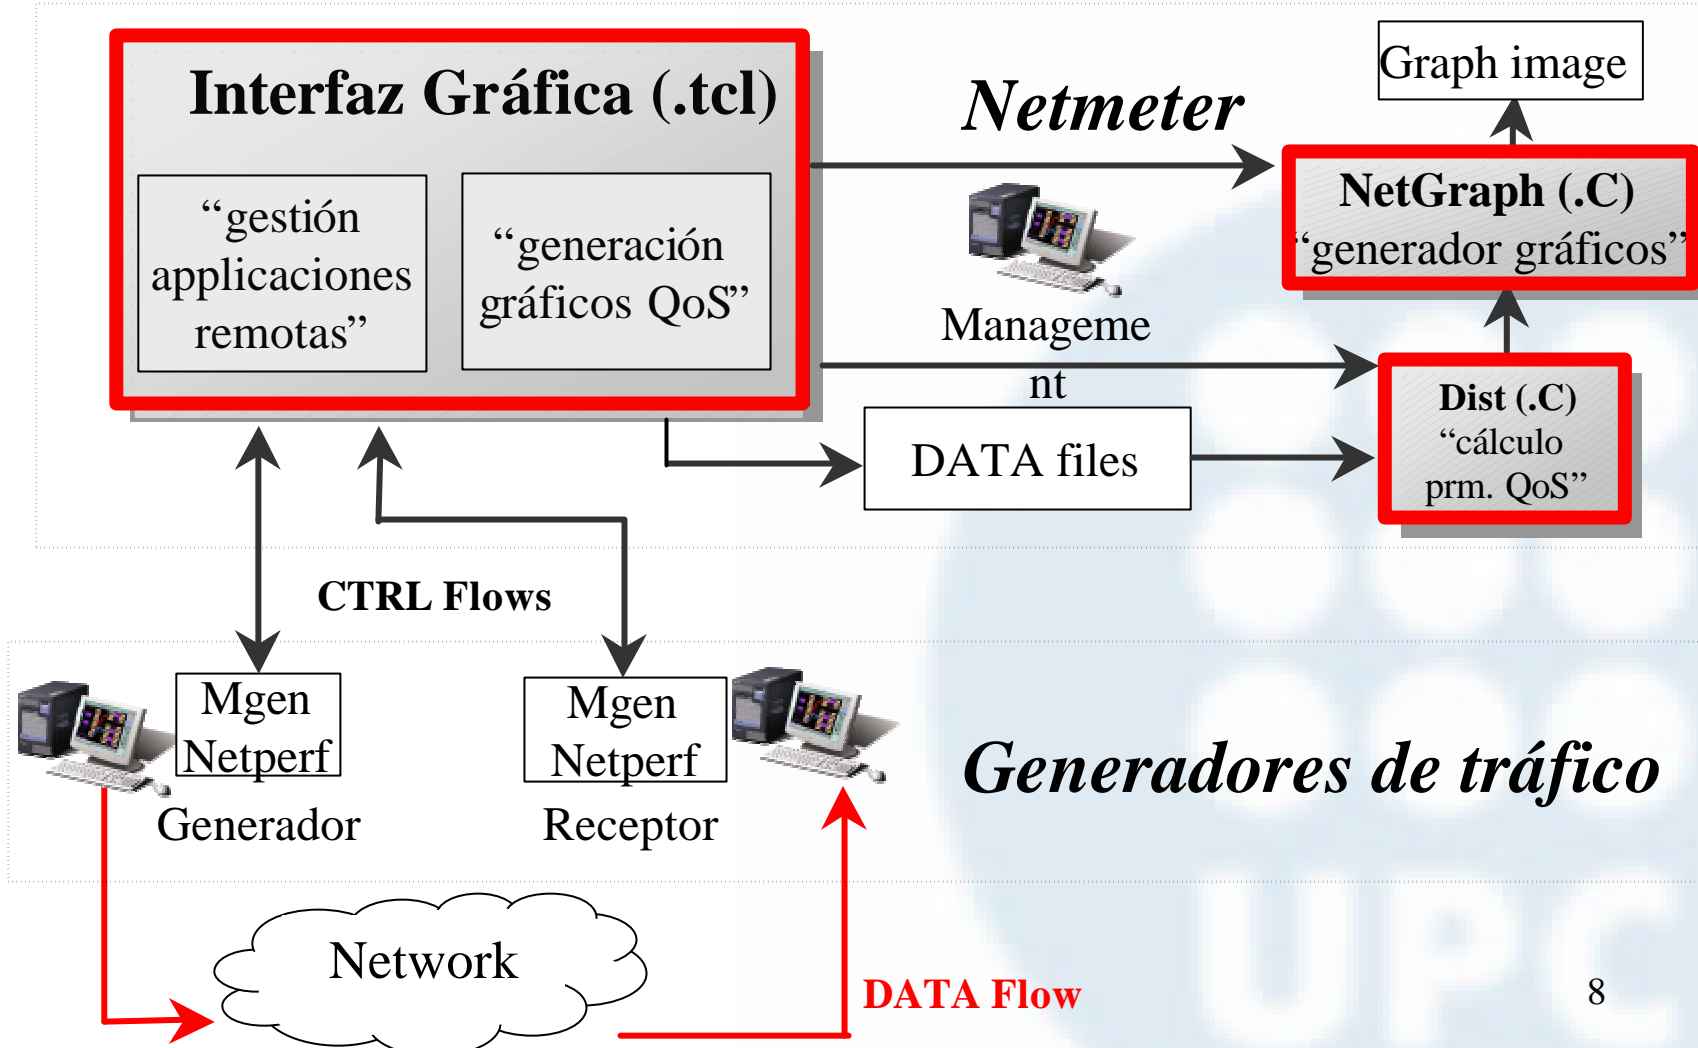 Interfaz Gráfica (.tcl)
“gestión
applicaciones
remotas”
“generación
gráficos QoS”
Netmeter
Manageme
nt
Graph image
NetGraph (.C)
“generador gráficos”
Dist (.C)
“cálculo
prm. QoS”
DATA files
CTRL Flows
Mgen
Netperf
Generador
Mgen
Netperf
Receptor
Generadores de tráfico
Network
DATA Flow
UPC
8